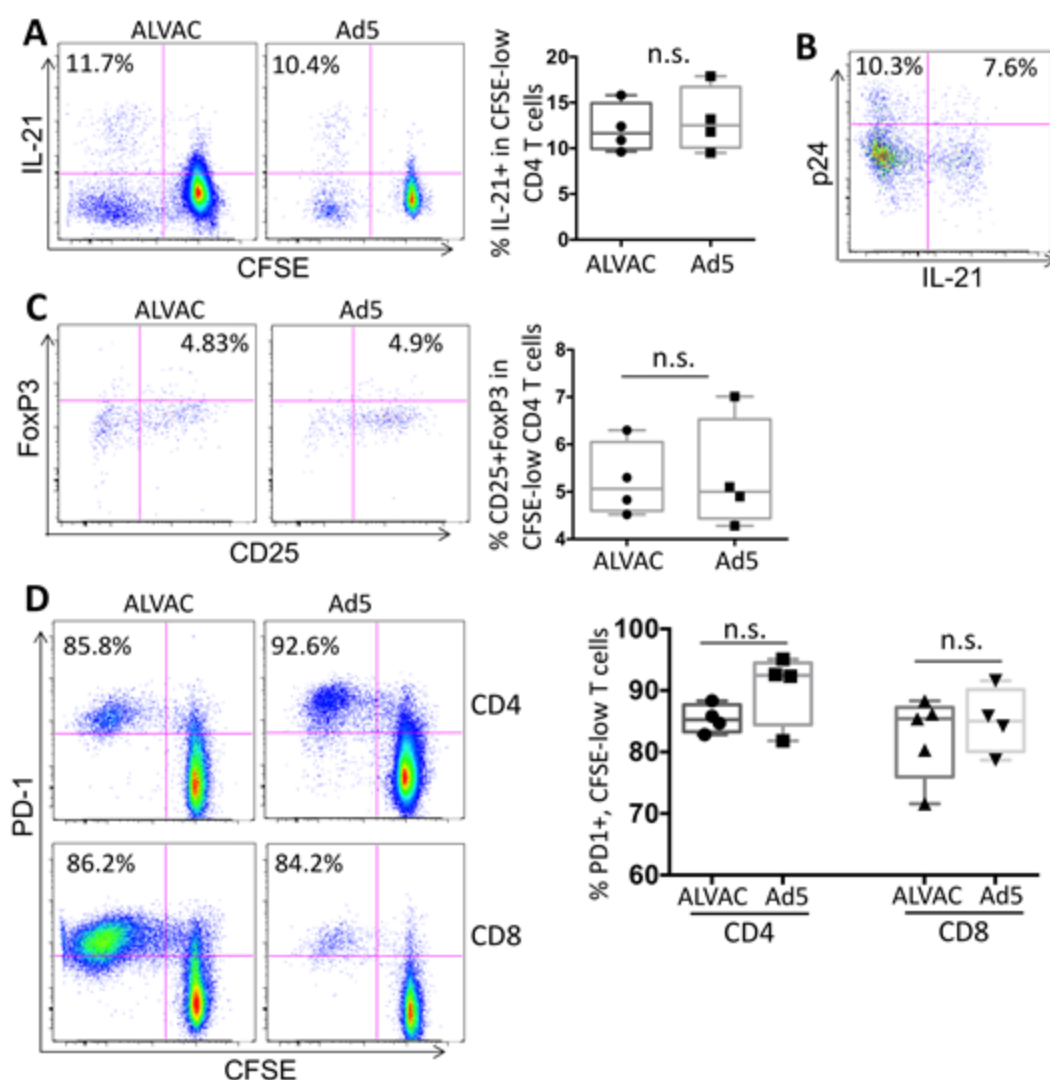 A
ALVAC
Ad5
11.7%
10.4%
IL-21
CFSE
% IL-21+ in CFSE-low
CD4 T cells
n.s.
20
15
10
5
0
ALVAC
Ad5
B
10.3%
7.6%
p24
IL-21
C
ALVAC
Ad5
4.83%
4.9%
FoxP3
CD25
% CD25+FoxP3 in
CFSE-low CD4 T cells
n.s.
8
7
6
5
4
ALVAC
Ad5
D
ALVAC
Ad5
85.8%
92.6%
CD4
PD-1
86.2%
84.2%
CD8
CFSE
% PD1+, CFSE-low T cells
n.s.
n.s.
100
90
80
70
60
ALVAC Ad5
ALVAC Ad5
CD4
CD8